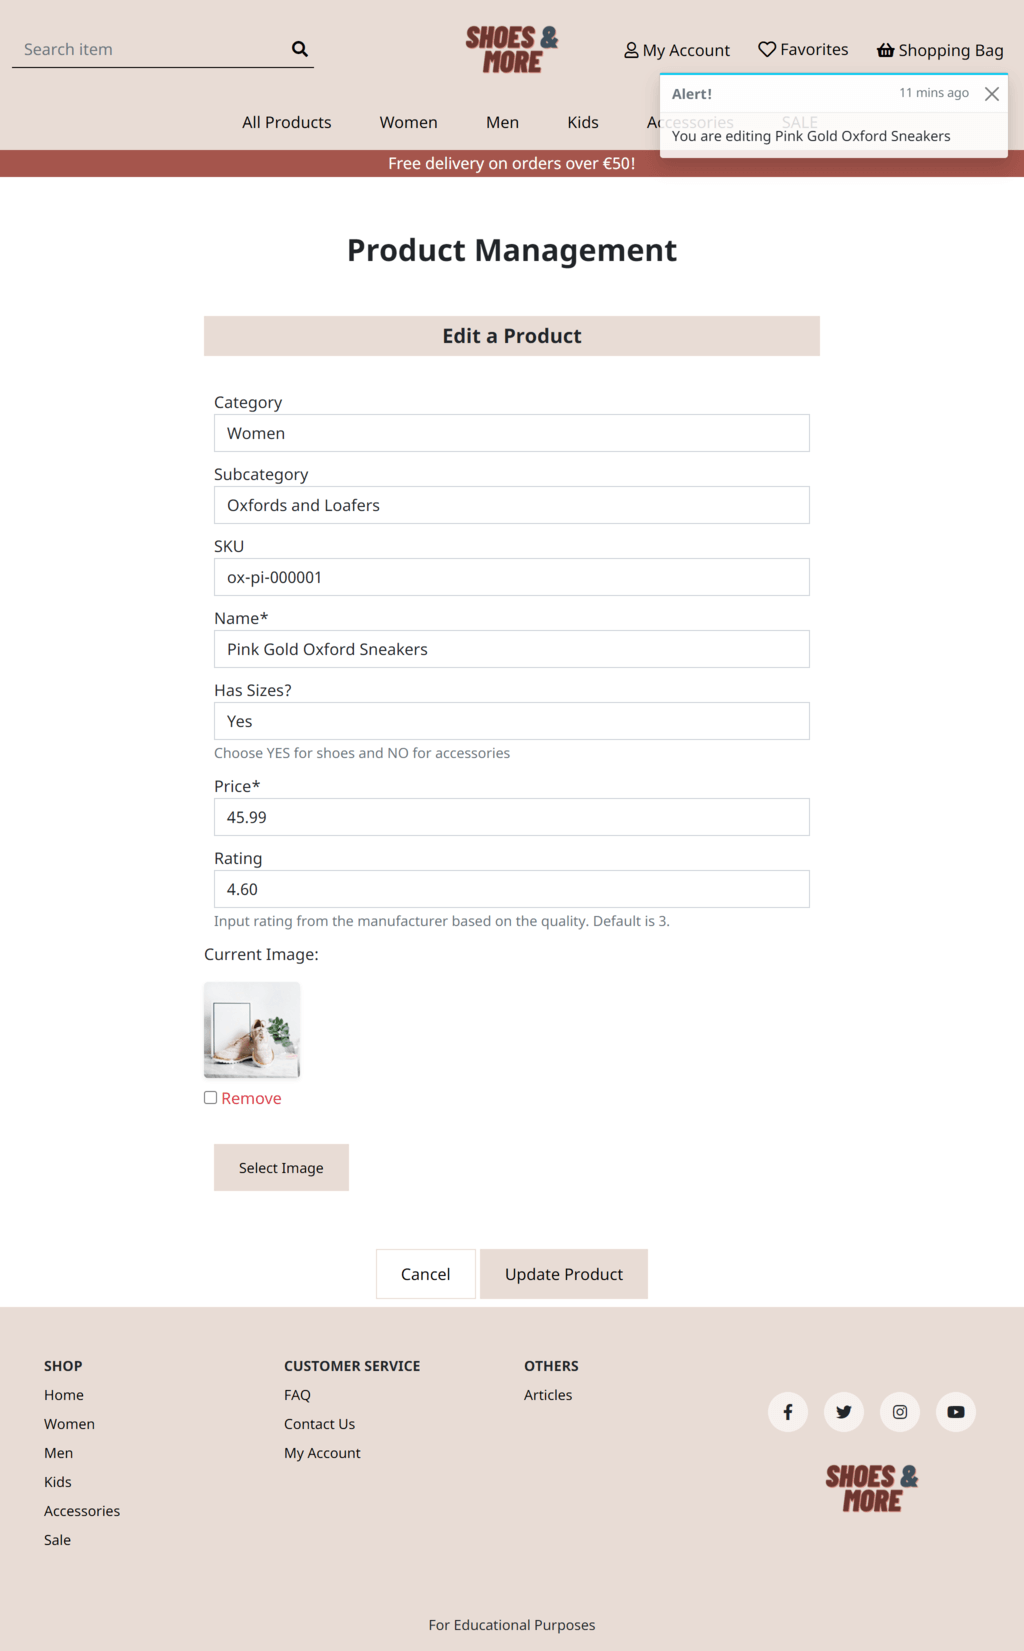 Search item
SHOES &
MORE
My Account
Favorites
Shopping Bag
Alert!
11 mins ago
You are editing Pink Gold Oxford Sneakers
All Products
Women
Men
Kids
Accessories
SALE
Free delivery on orders over €50!
Product Management
Edit a Product
Category
Women
Subcategory
Oxfords and Loafers
SKU
ox-pi-000001
Name*
Pink Gold Oxford Sneakers
Has Sizes?
Yes
Choose YES for shoes and NO for accessories
Price*
45.99
Rating
4.60
Input rating from the manufacturer based on the quality. Default is 3.
Current Image:
Remove
Select Image
Cancel
Update Product
SHOP
Home
Women
Men
Kids
Accessories
Sale
CUSTOMER SERVICE
FAQ
Contact Us
My Account
OTHERS
Articles
SHOES &
MORE
For Educational Purposes